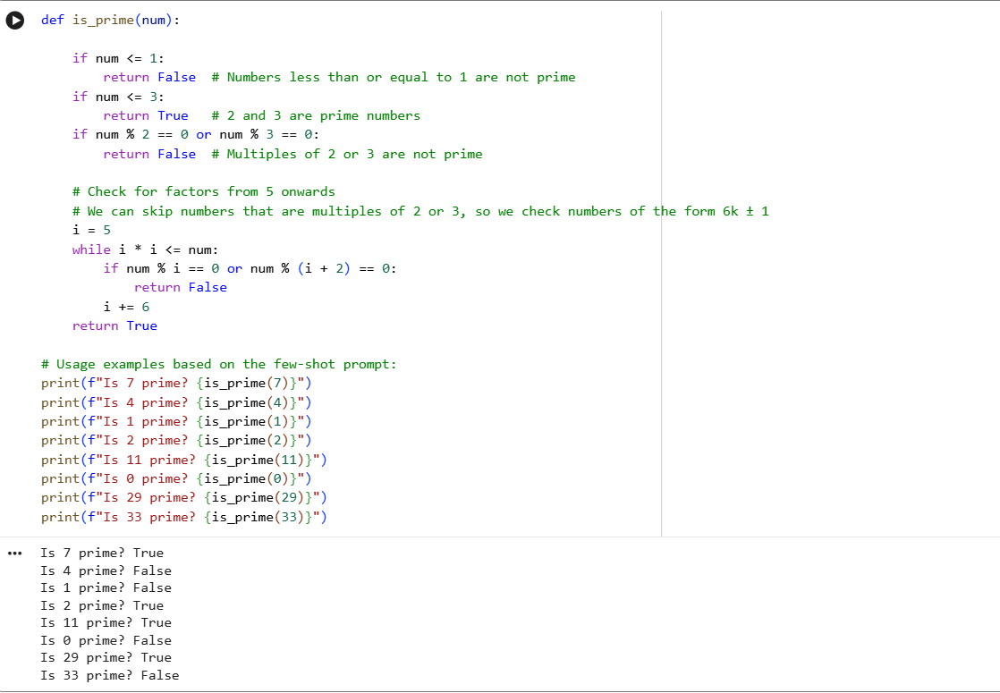 def is_prime(num):

    if num <= 1:
        return False  # Numbers less than or equal to 1 are not prime
    if num <= 3:
        return True   # 2 and 3 are prime numbers
    if num % 2 == 0 or num % 3 == 0:
        return False  # Multiples of 2 or 3 are not prime

    # Check for factors from 5 onwards
    # We can skip numbers that are multiples of 2 or 3, so we check numbers of the form 6k ± 1
    i = 5
    while i * i <= num:
        if num % i == 0 or num % (i + 2) == 0:
            return False
        i += 6
    return True

# Usage examples based on the few-shot prompt:
print(f"Is 7 prime? {is_prime(7)}")
print(f"Is 4 prime? {is_prime(4)}")
print(f"Is 1 prime? {is_prime(1)}")
print(f"Is 2 prime? {is_prime(2)}")
print(f"Is 11 prime? {is_prime(11)}")
print(f"Is 0 prime? {is_prime(0)}")
print(f"Is 29 prime? {is_prime(29)}")
print(f"Is 33 prime? {is_prime(33)}")
Is 7 prime? True
Is 4 prime? False
Is 1 prime? False
Is 2 prime? True
Is 11 prime? True
Is 0 prime? False
Is 29 prime? True
Is 33 prime? False